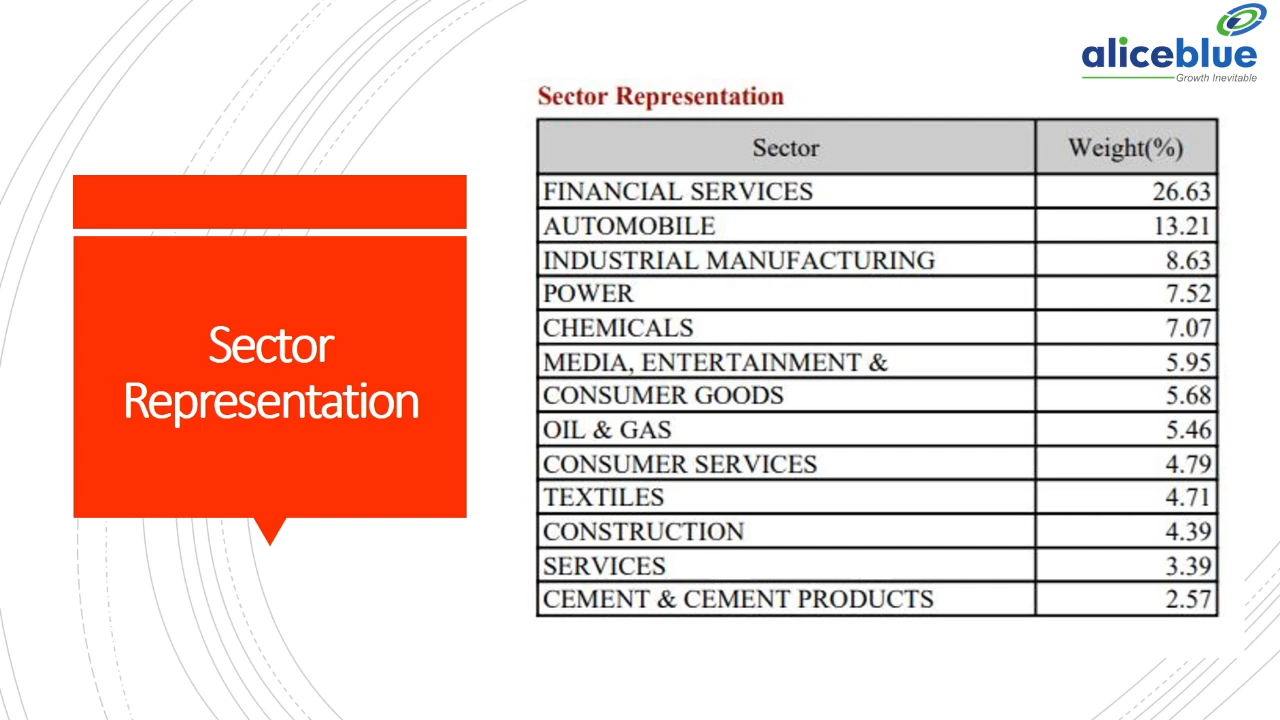 aliceblue
Growth Inevitable
Sector Representation
Sector Weight(%)
FINANCIAL SERVICES 26.63
AUTOMOBILE 13.21
INDUSTRIAL MANUFACTURING 8.63
POWER 7.52
CHEMICALS 7.07
MEDIA, ENTERTAINMENT & 5.95
CONSUMER GOODS 5.68
OIL & GAS 5.46
CONSUMER SERVICES 4.79
TEXTILES 4.71
CONSTRUCTION 4.39
SERVICES 3.39
CEMENT & CEMENT PRODUCTS 2.57
Sector
Representation